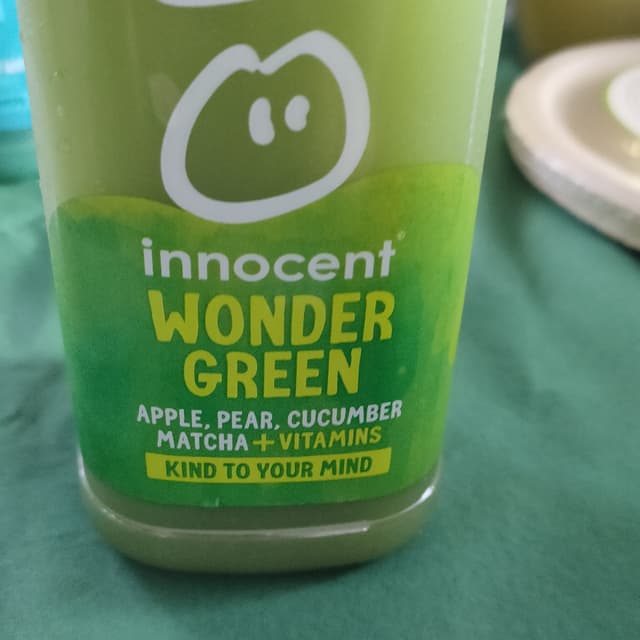 innocent
WONDER
GREEN
APPLE, PEAR, CUCUMBER
MATCHA + VITAMINS
KIND TO YOUR MIND